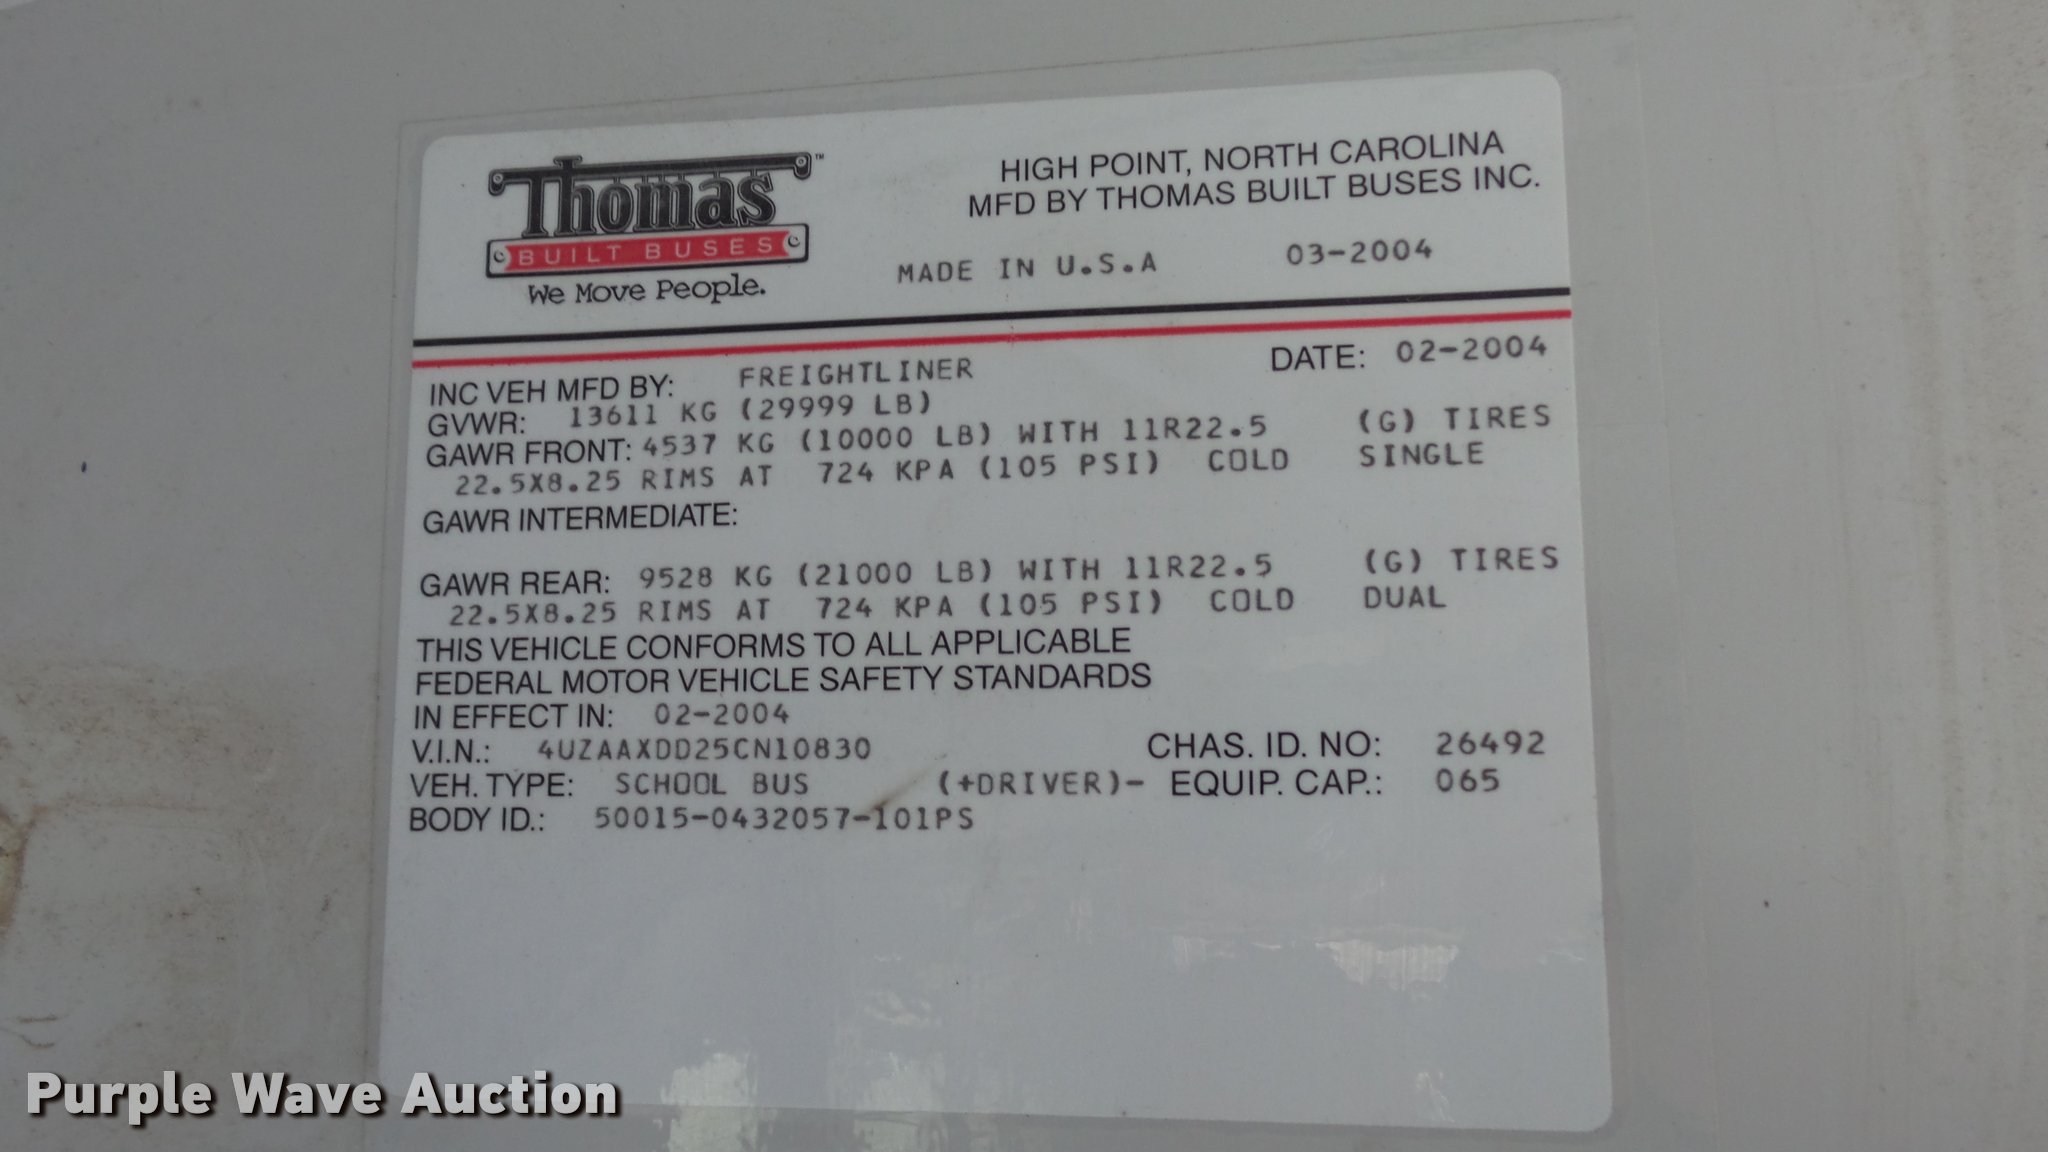 Thomas™
BUILT BUSES
We Move People.
HIGH POINT, NORTH CAROLINA
MFD BY THOMAS BUILT BUSES INC.
MADE IN U.S.A 03-2004
INC VEH MFD BY: FREIGHTLINER DATE: 02-2004
GVWR: 13611 KG (29999 LB)
GAWR FRONT: 4537 KG (10000 LB) WITH 11R22.5 (G) TIRES
22.5X8.25 RIMS AT 724 KPA (105 PSI) COLD SINGLE
GAWR INTERMEDIATE:
GAWR REAR: 9528 KG (21000 LB) WITH 11R22.5 (G) TIRES
22.5X8.25 RIMS AT 724 KPA (105 PSI) COLD DUAL
THIS VEHICLE CONFORMS TO ALL APPLICABLE
FEDERAL MOTOR VEHICLE SAFETY STANDARDS
IN EFFECT IN: 02-2004
V.I.N.: 4UZAAXDD25CN10830 CHAS. ID. NO: 26492
VEH. TYPE: SCHOOL BUS (+DRIVER)- EQUIP. CAP.: 065
BODY ID.: 50015-0432057-101PS
Purple Wave Auction